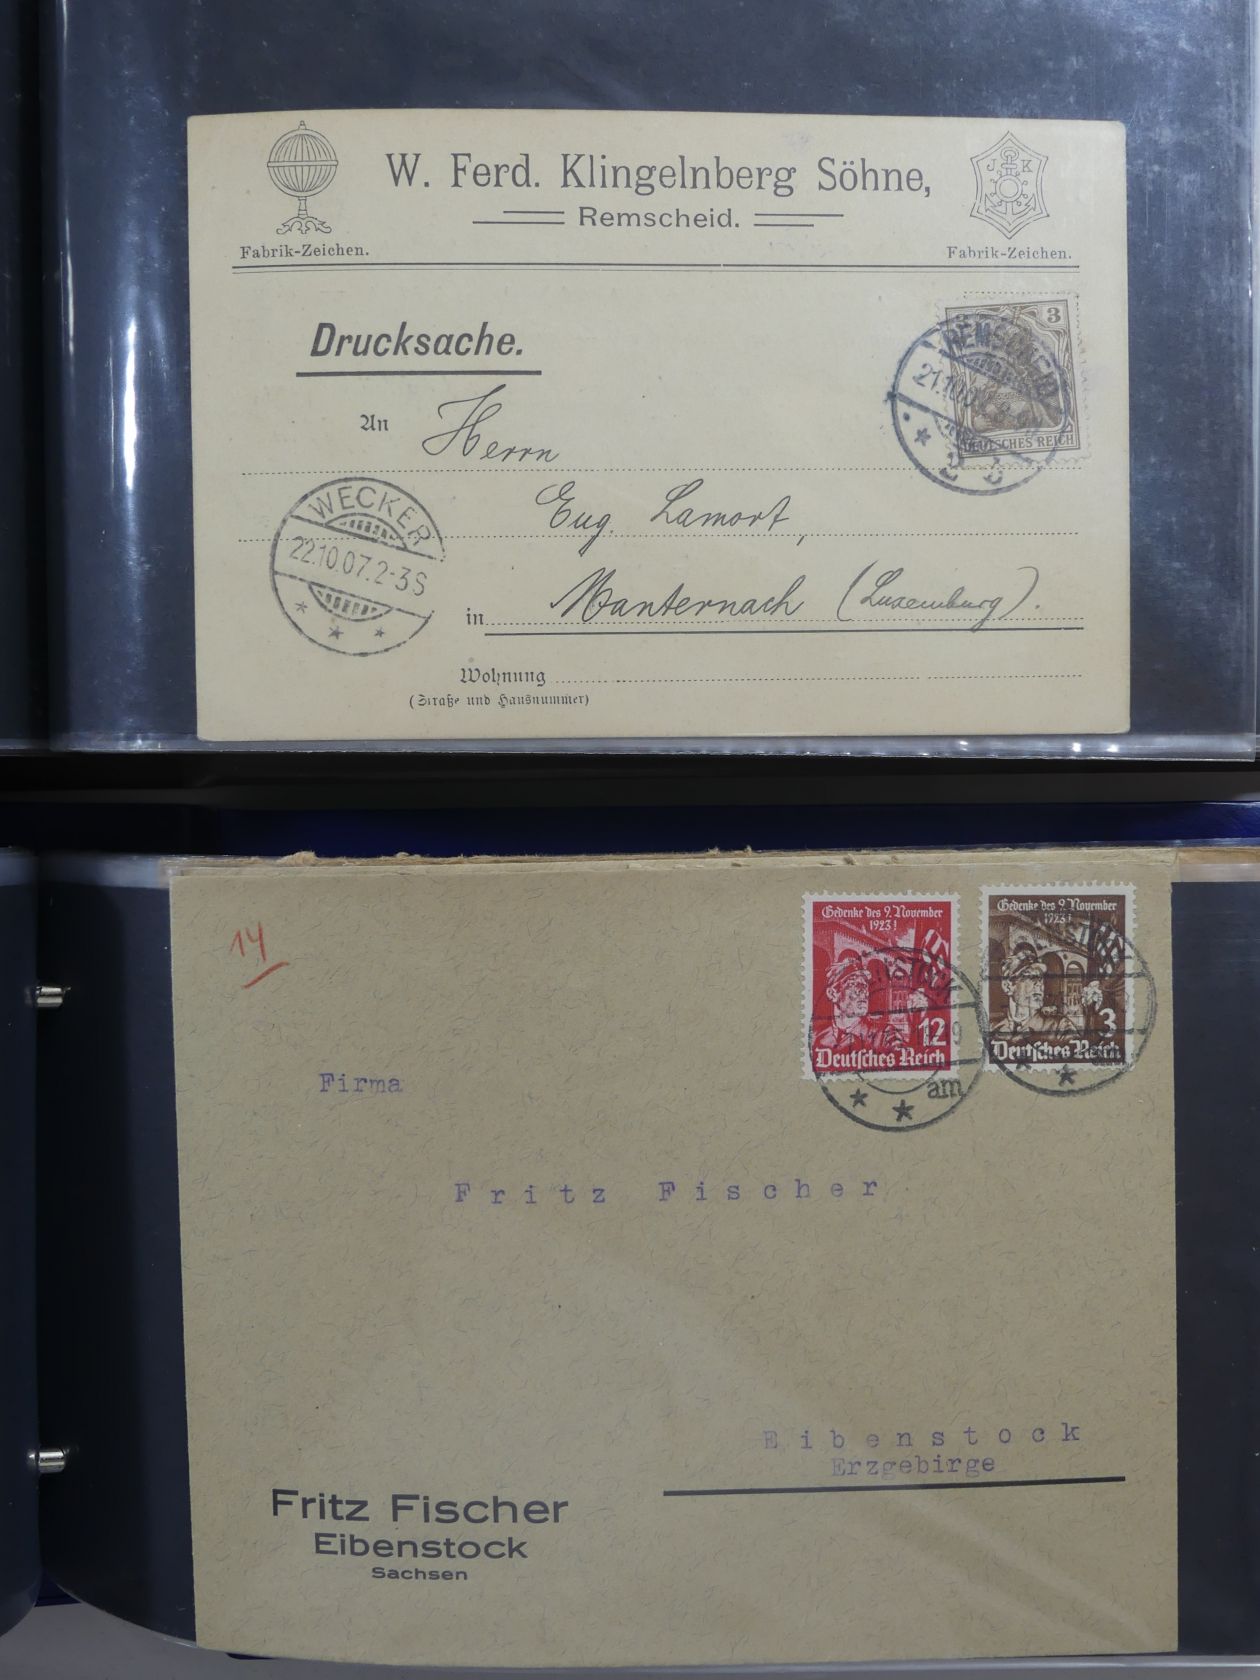 W. Ferd. Klingelnberg Söhne,
Remscheid.
Fabrik-Zeichen.
J K
Fabrik-Zeichen.
Drucksache.
3
DEUTSCHES REICH
REMSCHEID
An Herrn
Eug. Lamort,
in Manternach (Luxemburg).
WECKER
22.10.07.2-3S
Wohnung
(Straße und Hausnummer)
14
Gedenke des 9. November
1923!
12
Deutsches Reich
Gedenke des 9. November
1923!
3
Deutsches Reich
am
Firma
Fritz Fischer
Eibenstock
Erzgebirge
Fritz Fischer
Eibenstock
Sachsen